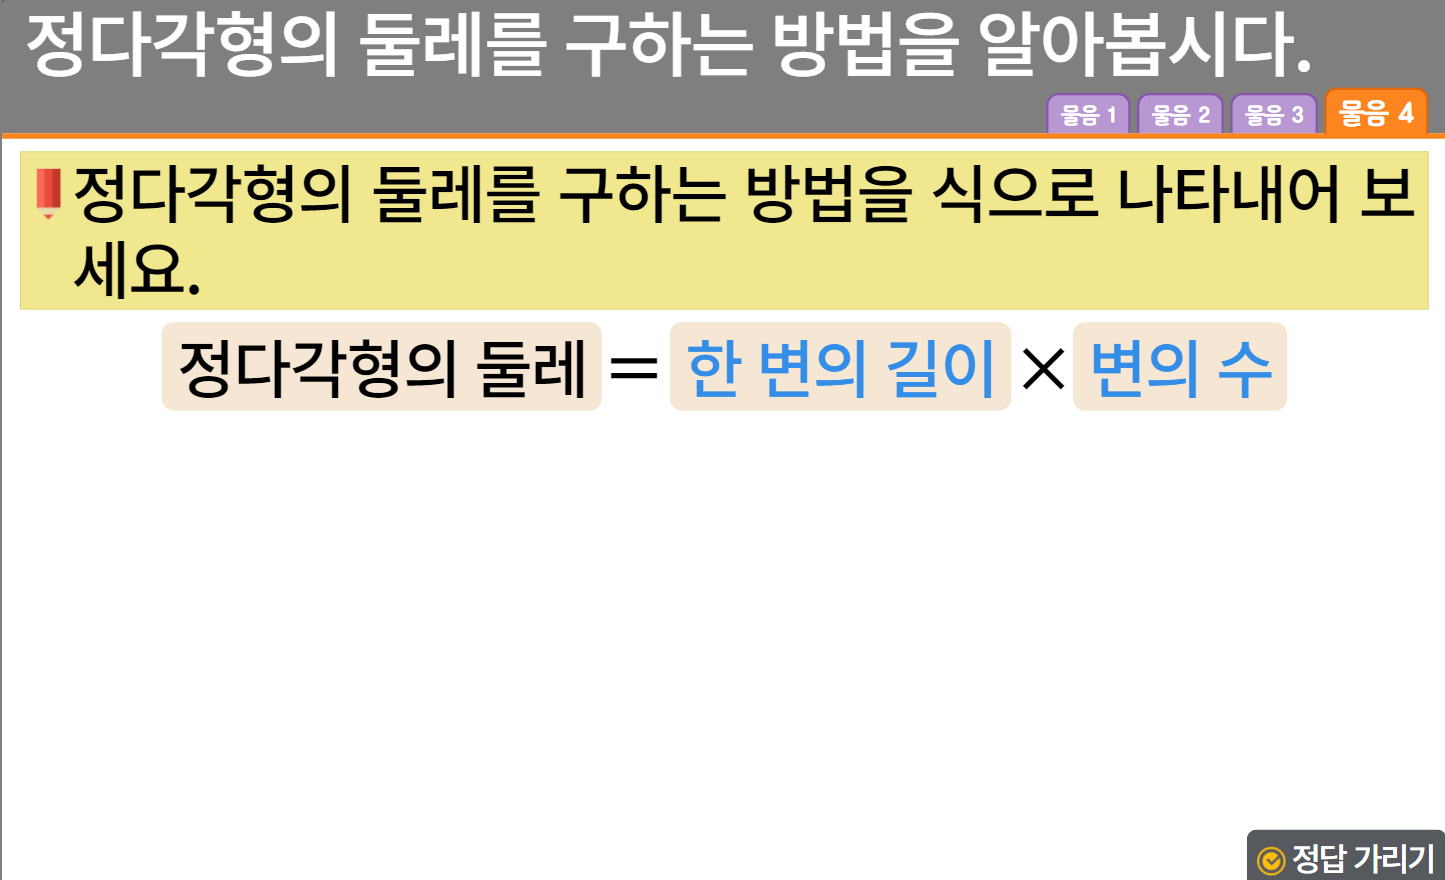 정다각형의 둘레를 구하는 방법을 알아봅시다.
물음 1 물음 2 물음 3 물음 4
정다각형의 둘레를 구하는 방법을 식으로 나타내어 보
세요.
정다각형의 둘레 = 한 변의 길이 × 변의 수
정답 가리기